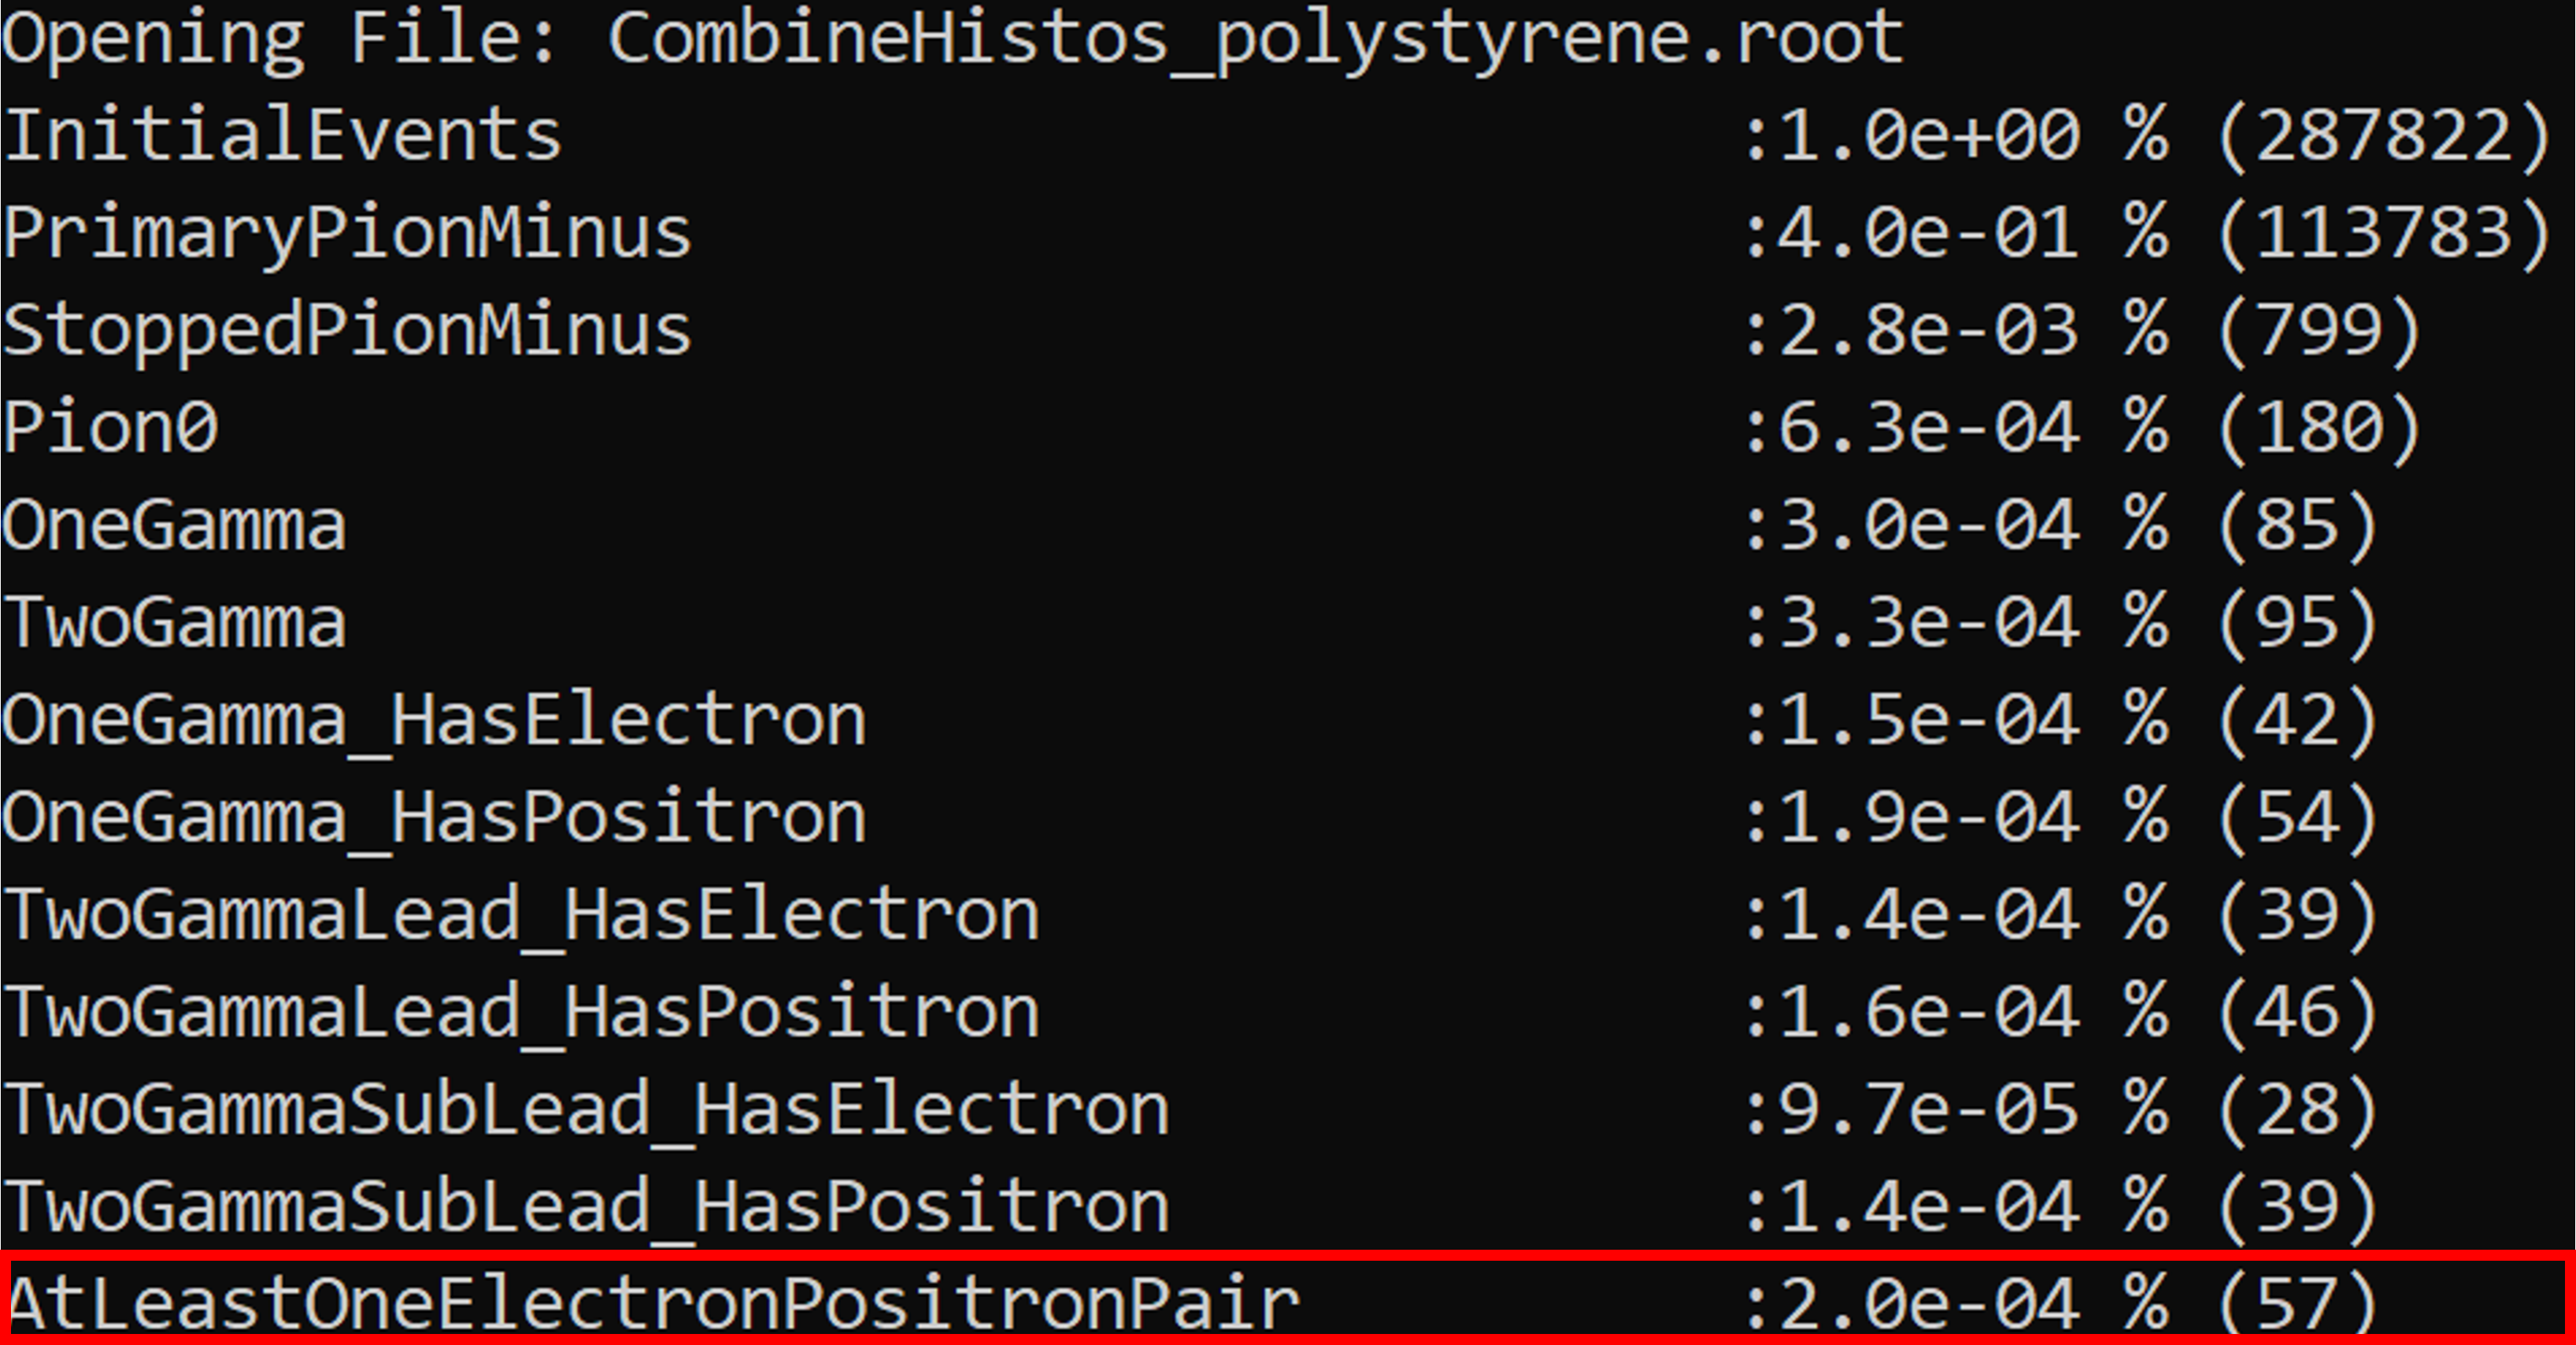 Opening File: CombineHistos_polystyrene.root
InitialEvents :1.0e+00 % (287822)
PrimaryPionMinus :4.0e-01 % (113783)
StoppedPionMinus :2.8e-03 % (799)
Pion0 :6.3e-04 % (180)
OneGamma :3.0e-04 % (85)
TwoGamma :3.3e-04 % (95)
OneGamma_HasElectron :1.5e-04 % (42)
OneGamma_HasPositron :1.9e-04 % (54)
TwoGammaLead_HasElectron :1.4e-04 % (39)
TwoGammaLead_HasPositron :1.6e-04 % (46)
TwoGammaSubLead_HasElectron :9.7e-05 % (28)
TwoGammaSubLead_HasPositron :1.4e-04 % (39)
AtLeastOneElectronPositronPair :2.0e-04 % (57)